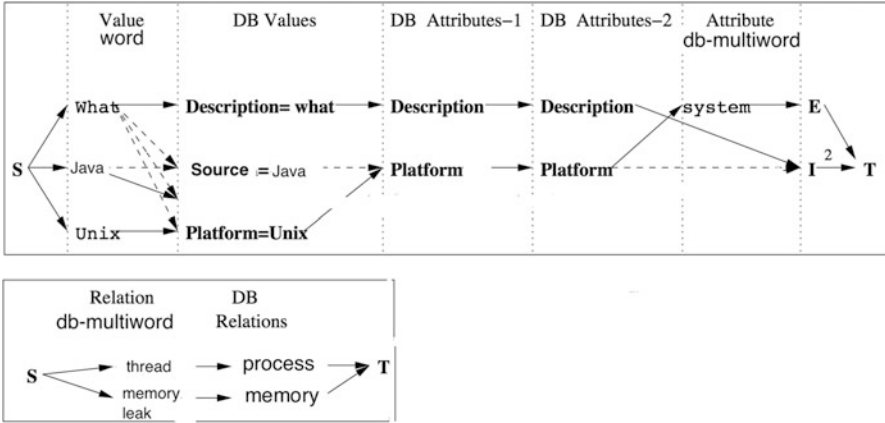 Value DB Values DB Attributes−1 DB Attributes−2 Attribute
word db-multiword
What Description= what Description Description system E
S Java Source = Java Platform Platform I 2 T
Unix Platform=Unix
Relation DB
db-multiword Relations
S thread process T
memory memory
leak